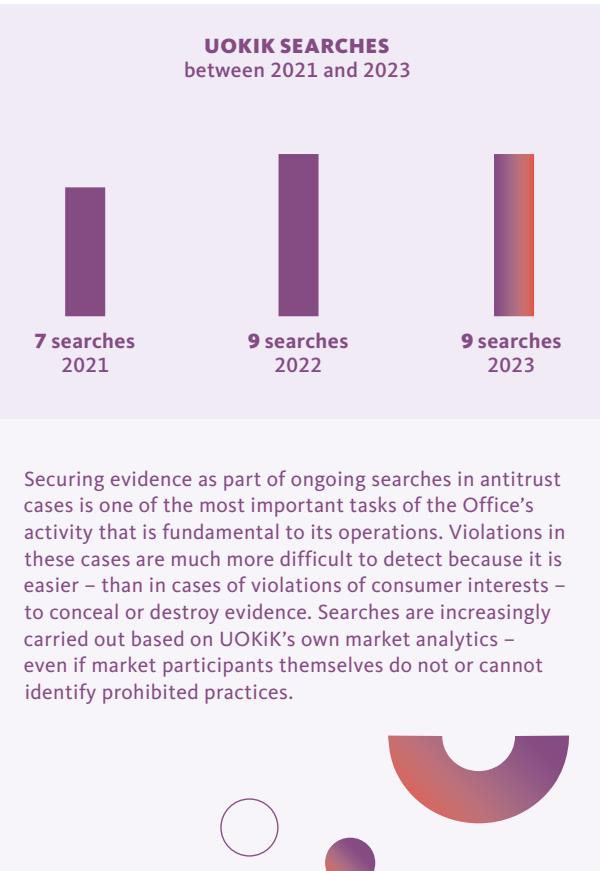 UOKIK SEARCHES
between 2021 and 2023
7 searches
2021
9 searches
2022
9 searches
2023
Securing evidence as part of ongoing searches in antitrust
cases is one of the most important tasks of the Office’s
activity that is fundamental to its operations. Violations in
these cases are much more difficult to detect because it is
easier – than in cases of violations of consumer interests –
to conceal or destroy evidence. Searches are increasingly
carried out based on UOKiK’s own market analytics –
even if market participants themselves do not or cannot
identify prohibited practices.